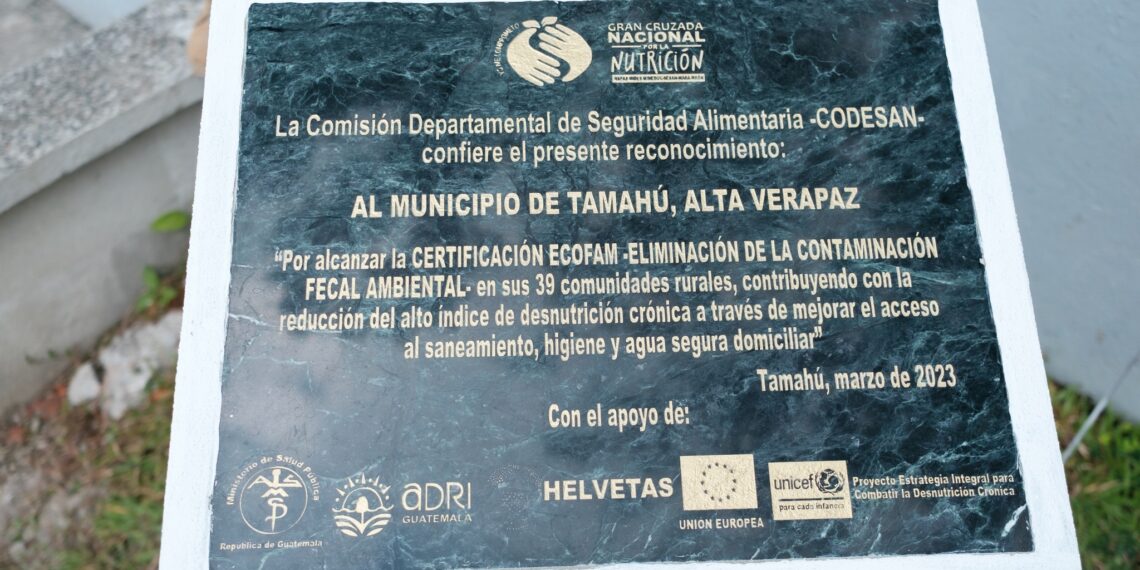 GRAN CRUZADA
NACIONAL
POR LA
NUTRICIÓN
La Comisión Departamental de Seguridad Alimentaria -CODESAN-
confiere el presente reconocimiento:
AL MUNICIPIO DE TAMAHÚ, ALTA VERAPAZ
“Por alcanzar la CERTIFICACIÓN ECOFAM -ELIMINACIÓN DE LA CONTAMINACIÓN
FECAL AMBIENTAL- en sus 39 comunidades rurales, contribuyendo con la
reducción del alto índice de desnutrición crónica a través de mejorar el acceso
al saneamiento, higiene y agua segura domiciliar”
Tamahú, marzo de 2023
Con el apoyo de:
Ministerio de Salud Pública
República de Guatemala
ADRI
GUATEMALA
HELVETAS
UNION EUROPEA
unicef
para cada infancia
Proyecto Estrategia Integral para
Combatir la Desnutrición Crónica